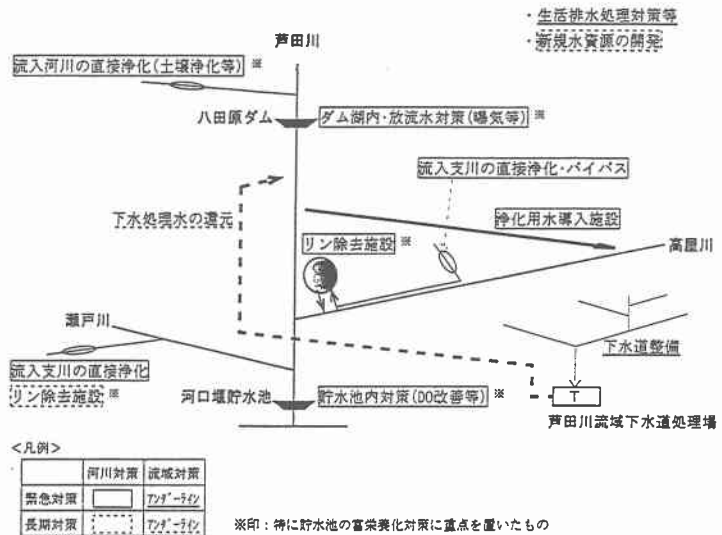 ・生活排水処理対策等
・新規水資源の開発
芦田川
流入河川の直接浄化(土壌浄化等) ※
八田原ダム
ダム湖内・放流水対策(曝気等) ※
流入支川の直接浄化・バイパス
下水処理水の還元
浄化用水導入施設
リン除去施設 ※
高屋川
瀬戸川
下水道整備
流入支川の直接浄化
リン除去施設 ※
河口堰貯水池
貯水池内対策(DO改善等) ※
T
芦田川流域下水道処理場
<凡例>
河川対策 流域対策
緊急対策 アンダーライン
長期対策 アンダーライン
※印：特に貯水池の富栄養化対策に重点を置いたもの